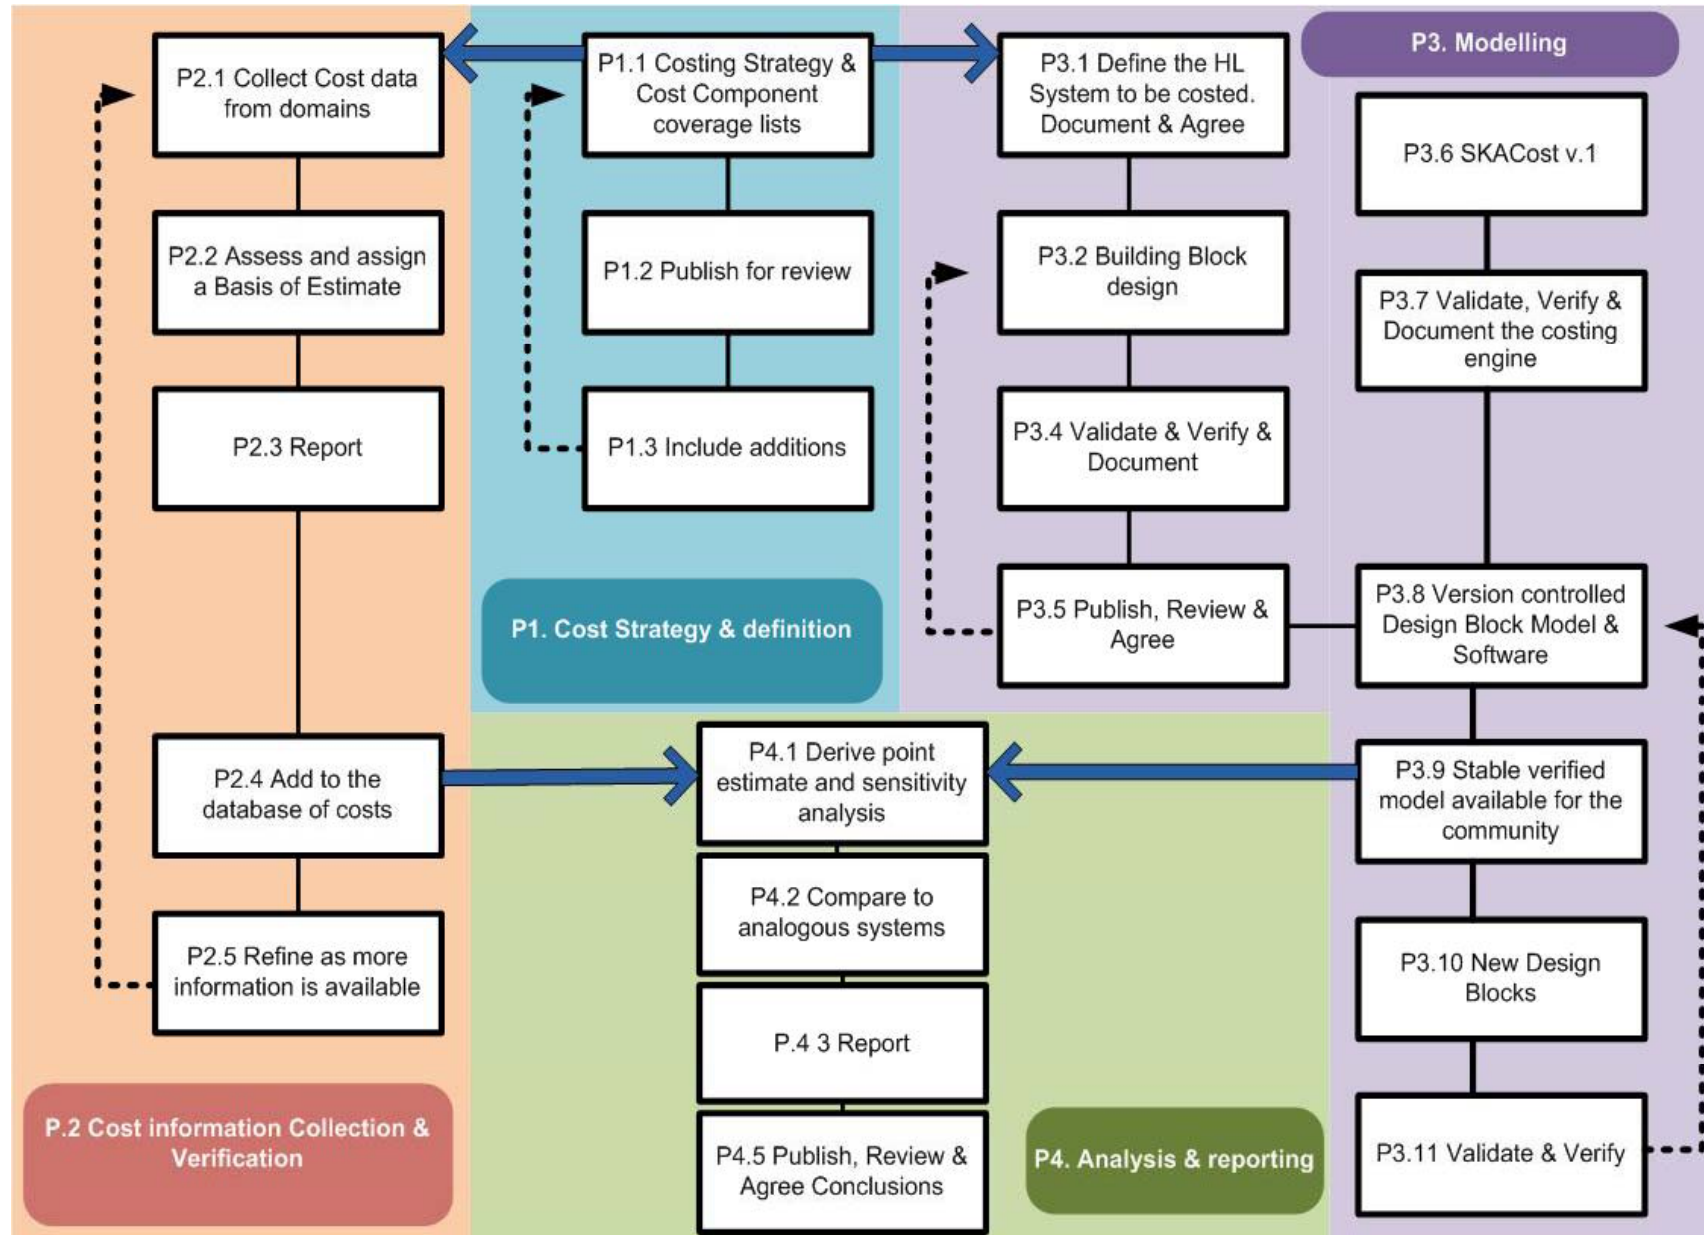 P2.1 Collect Cost data
from domains
P2.2 Assess and assign
a Basis of Estimate
P2.3 Report
P2.4 Add to the
database of costs
P2.5 Refine as more
information is available
P.2 Cost information Collection &
Verification
P1.1 Costing Strategy &
Cost Component
coverage lists
P1.2 Publish for review
P1.3 Include additions
P1. Cost Strategy & definition
P3.1 Define the HL
System to be costed.
Document & Agree
P3.2 Building Block
design
P3.4 Validate & Verify &
Document
P3.5 Publish, Review &
Agree
P3. Modelling
P3.6 SKACost v.1
P3.7 Validate, Verify &
Document the costing
engine
P3.8 Version controlled
Design Block Model &
Software
P3.9 Stable verified
model available for the
community
P3.10 New Design
Blocks
P3.11 Validate & Verify
P4.1 Derive point
estimate and sensitivity
analysis
P4.2 Compare to
analogous systems
P.4 3 Report
P4.5 Publish, Review &
Agree Conclusions
P4. Analysis & reporting